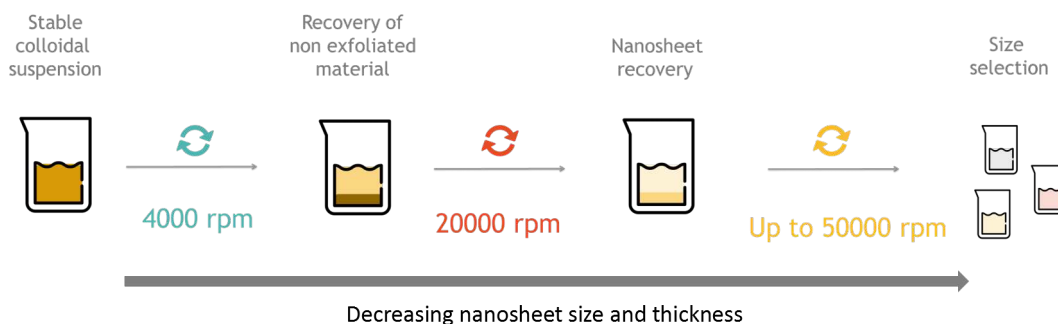 Stable
colloidal
suspension
Recovery of
non exfoliated
material
Nanosheet
recovery
Size
selection
4000 rpm
20000 rpm
Up to 50000 rpm
Decreasing nanosheet size and thickness